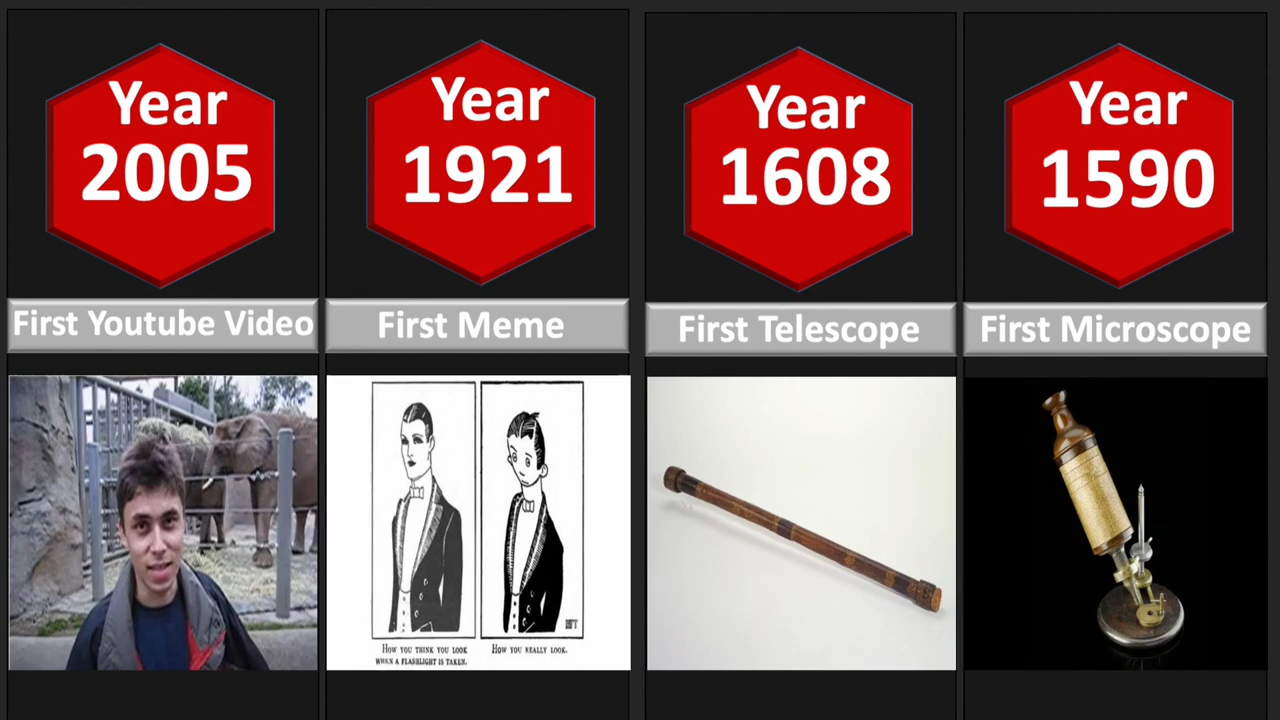 Year
2005
First Youtube Video
Year
1921
First Meme
HOW YOU THINK YOU LOOK
WHEN A FLASHLIGHT IS TAKEN.
HOW YOU REALLY LOOK.
Year
1608
First Telescope
Year
1590
First Microscope